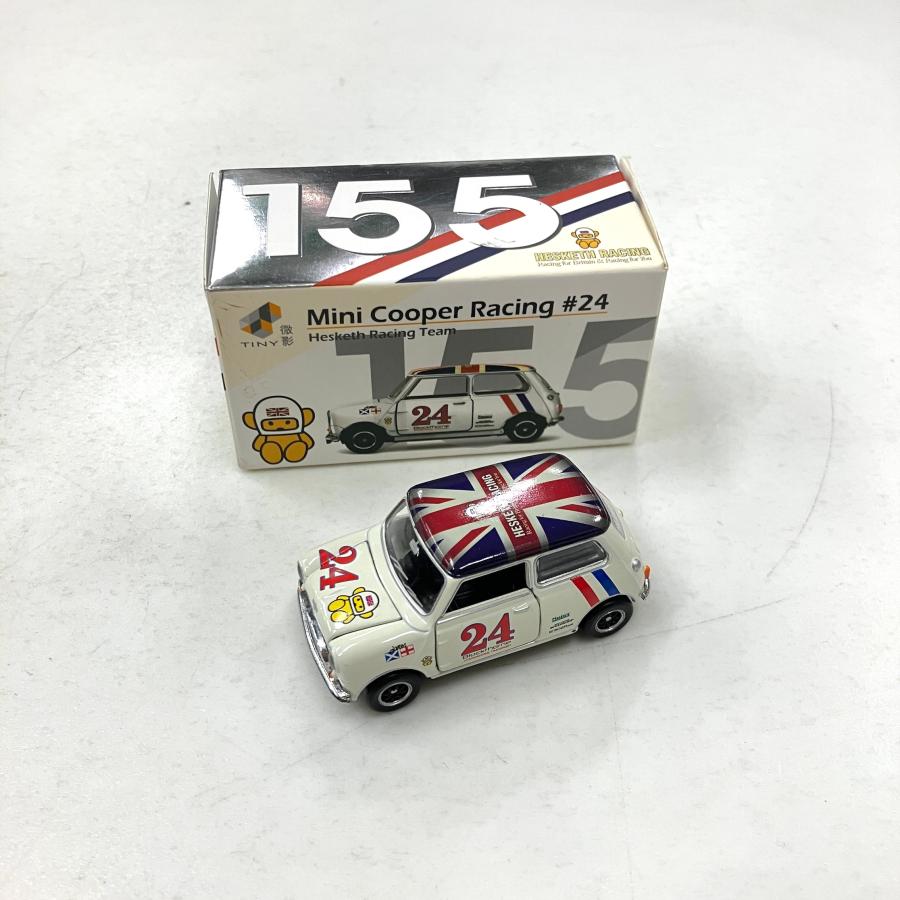 155
HESKETH RACING
Racing for Britain & Racing for You
TINY 微影
Mini Cooper Racing #24
Hesketh Racing Team
155
24
HESKETH RACING
24
24